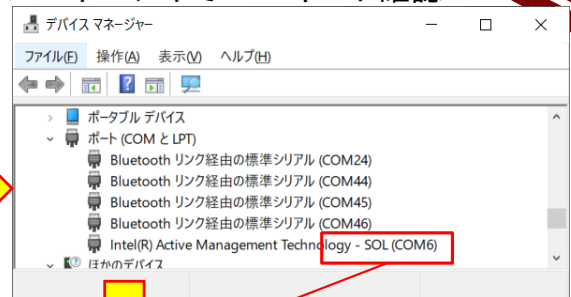 デバイス マネージャー
ファイル(F) 操作(A) 表示(V) ヘルプ(H)
ポータブル デバイス
ポート (COM と LPT)
Bluetooth リンク経由の標準シリアル (COM24)
Bluetooth リンク経由の標準シリアル (COM44)
Bluetooth リンク経由の標準シリアル (COM45)
Bluetooth リンク経由の標準シリアル (COM46)
Intel(R) Active Management Technology - SOL (COM6)
ほかのデバイス